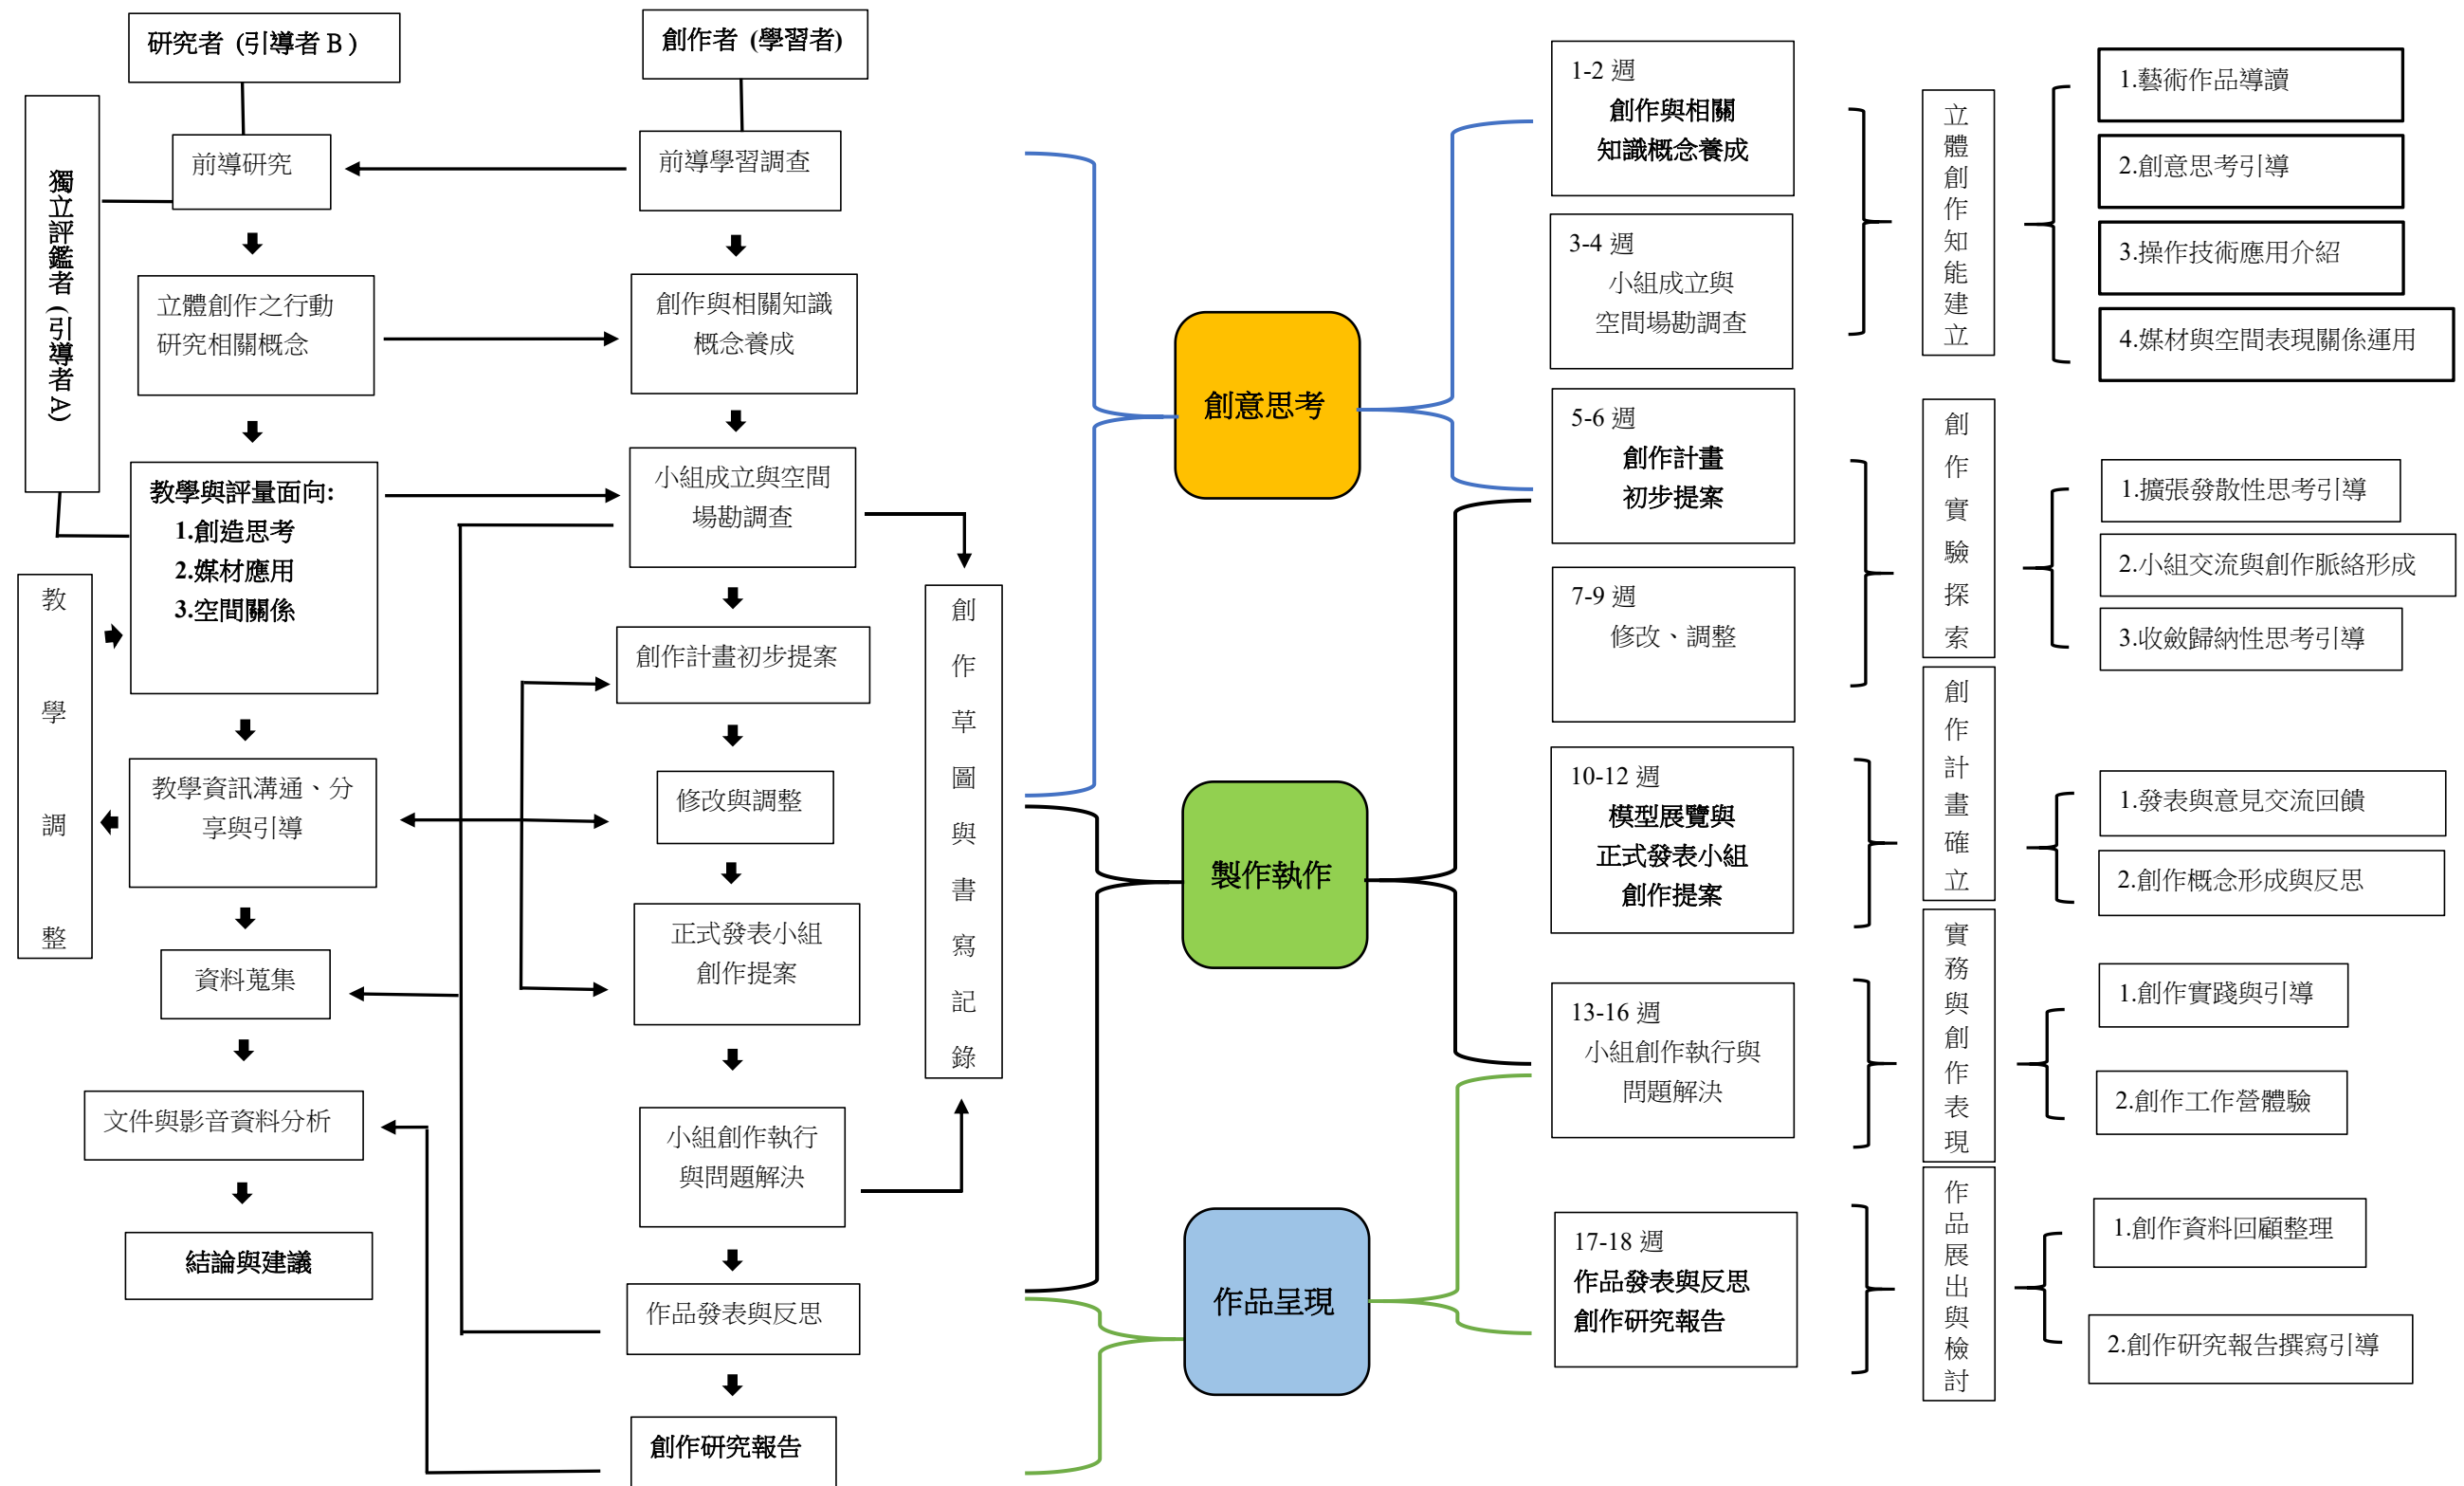 研究者 (引導者 B )
獨立評鑑者 (引導者 A)
前導研究
立體創作之行動
研究相關概念
教學與評量面向:
1.創造思考
2.媒材應用
3.空間關係
教學調整
教學資訊溝通、分
享與引導
資料蒐集
文件與影音資料分析
結論與建議
創作者 (學習者)
前導學習調查
創作與相關知識
概念養成
小組成立與空間
場勘調查
創作計畫初步提案
修改與調整
正式發表小組
創作提案
小組創作執行
與問題解決
作品發表與反思
創作研究報告
創作草圖與書寫記錄
創意思考
製作執作
作品呈現
1-2 週
創作與相關
知識概念養成
3-4 週
小組成立與
空間場勘調查
5-6 週
創作計畫
初步提案
7-9 週
修改、調整
10-12 週
模型展覽與
正式發表小組
創作提案
13-16 週
小組創作執行與
問題解決
17-18 週
作品發表與反思
創作研究報告
立體創作知能建立
1.藝術作品導讀
2.創意思考引導
3.操作技術應用介紹
4.媒材與空間表現關係運用
創作實驗探索
1.擴張發散性思考引導
2.小組交流與創作脈絡形成
3.收斂歸納性思考引導
創作計畫確立
1.發表與意見交流回饋
2.創作概念形成與反思
實務與創作表現
1.創作實踐與引導
2.創作工作營體驗
作品展出與檢討
1.創作資料回顧整理
2.創作研究報告撰寫引導